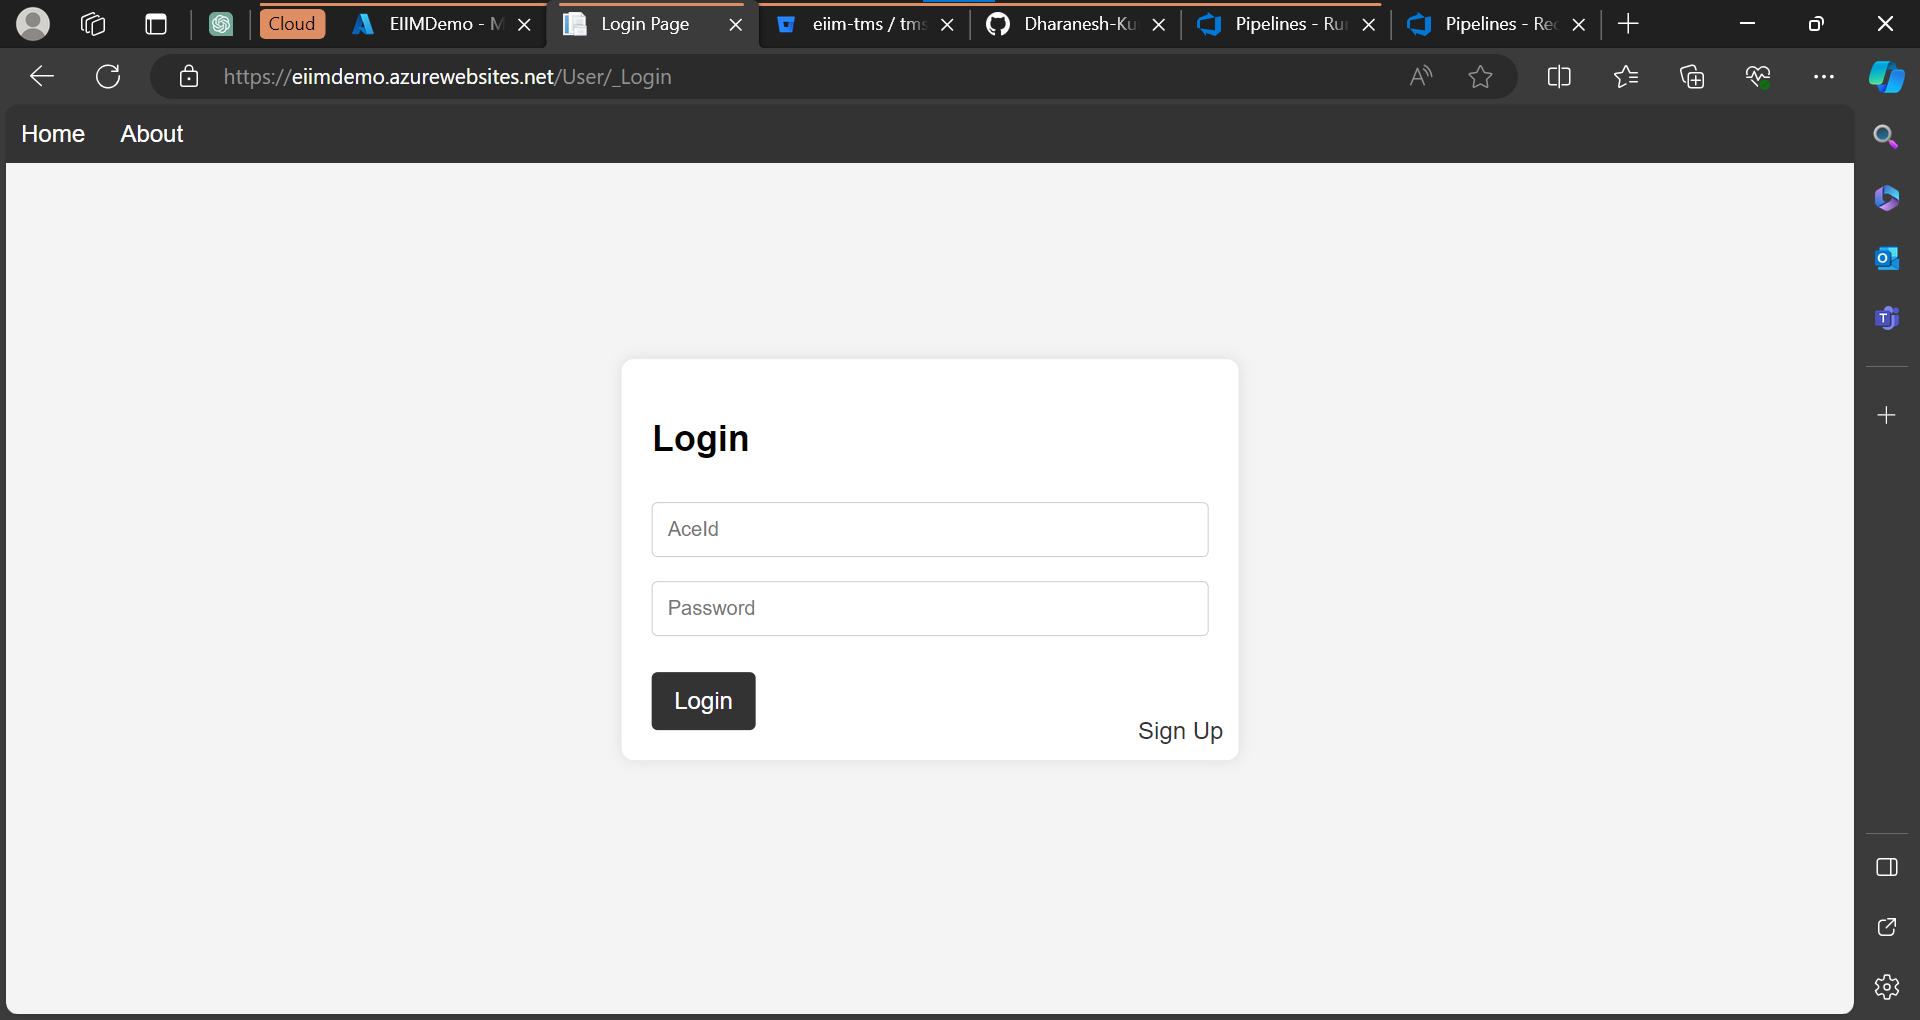 Cloud
EIIMDemo - M
Login Page
eiim-tms / tms
Dharanesh-Ku
Pipelines - Ru
Pipelines - Re
https://eiimdemo.azurewebsites.net/User/_Login
Home About
Login
AceId
Password
Login
Sign Up